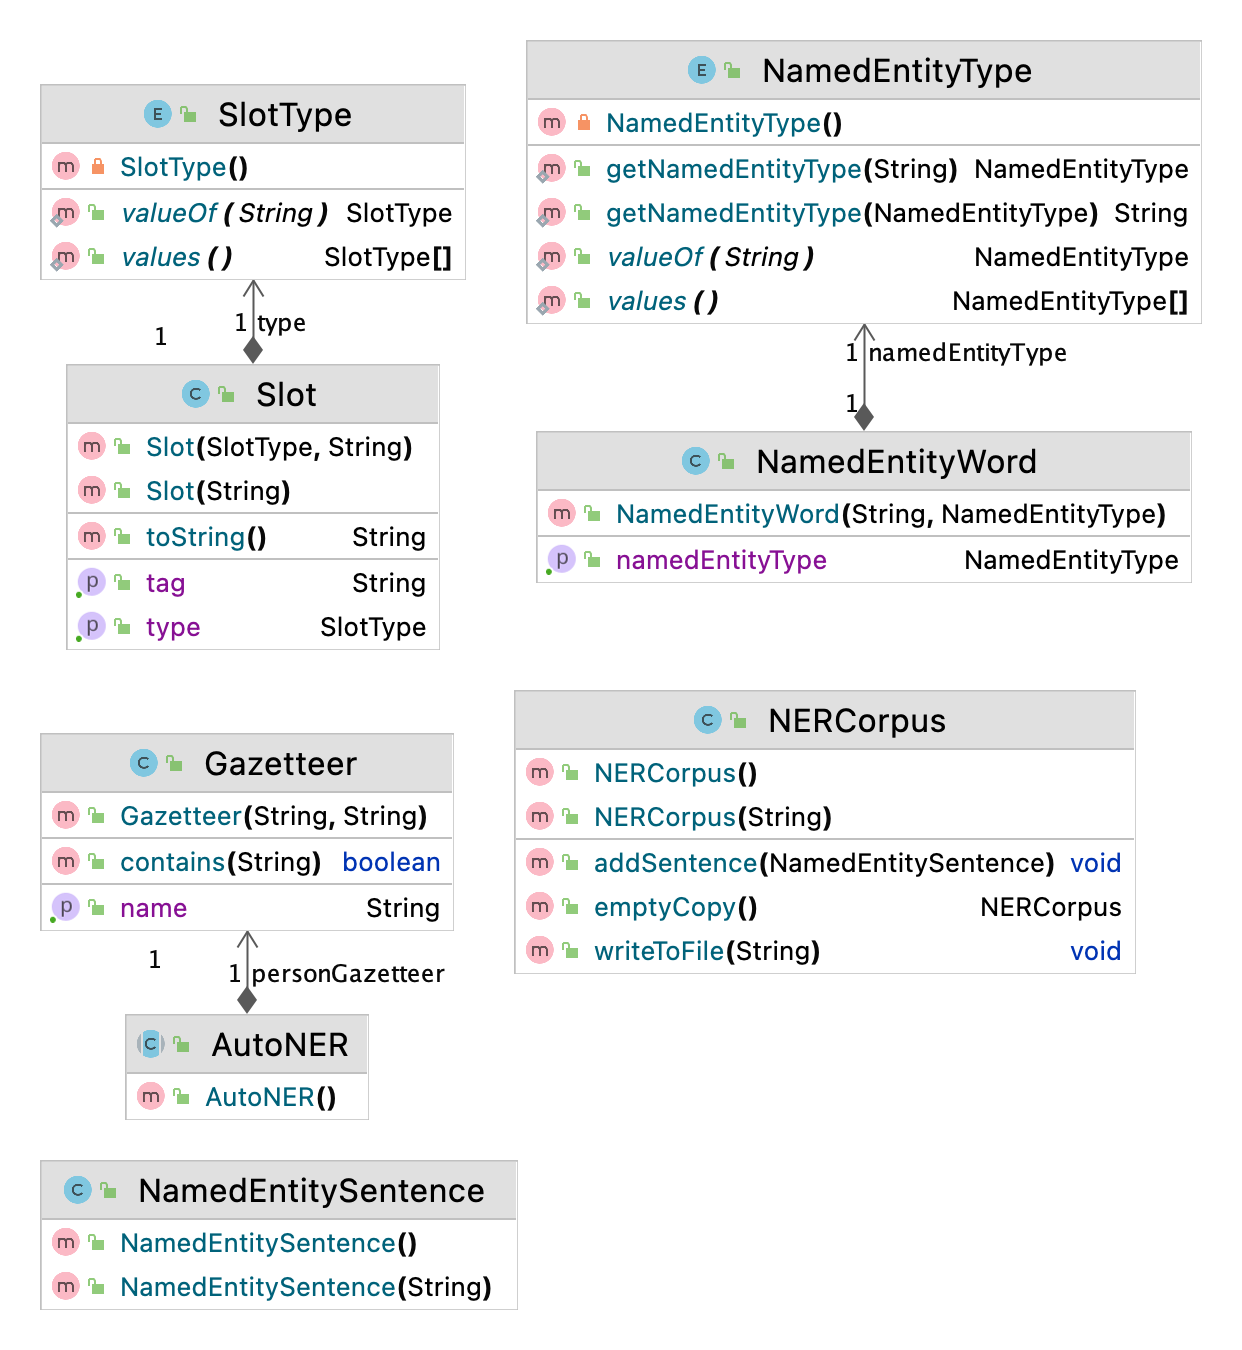 E SlotType
m SlotType()
m valueOf(String) SlotType
m values() SlotType[]
1 1 type
C Slot
m Slot(SlotType, String)
m Slot(String)
m toString() String
p tag String
p type SlotType
E NamedEntityType
m NamedEntityType()
m getNamedEntityType(String) NamedEntityType
m getNamedEntityType(NamedEntityType) String
m valueOf(String) NamedEntityType
m values() NamedEntityType[]
1 namedEntityType
1
C NamedEntityWord
m NamedEntityWord(String, NamedEntityType)
p namedEntityType NamedEntityType
C Gazetteer
m Gazetteer(String, String)
m contains(String) boolean
p name String
1 1 personGazetteer
C AutoNER
m AutoNER()
C NERCorpus
m NERCorpus()
m NERCorpus(String)
m addSentence(NamedEntitySentence) void
m emptyCopy() NERCorpus
m writeToFile(String) void
C NamedEntitySentence
m NamedEntitySentence()
m NamedEntitySentence(String)